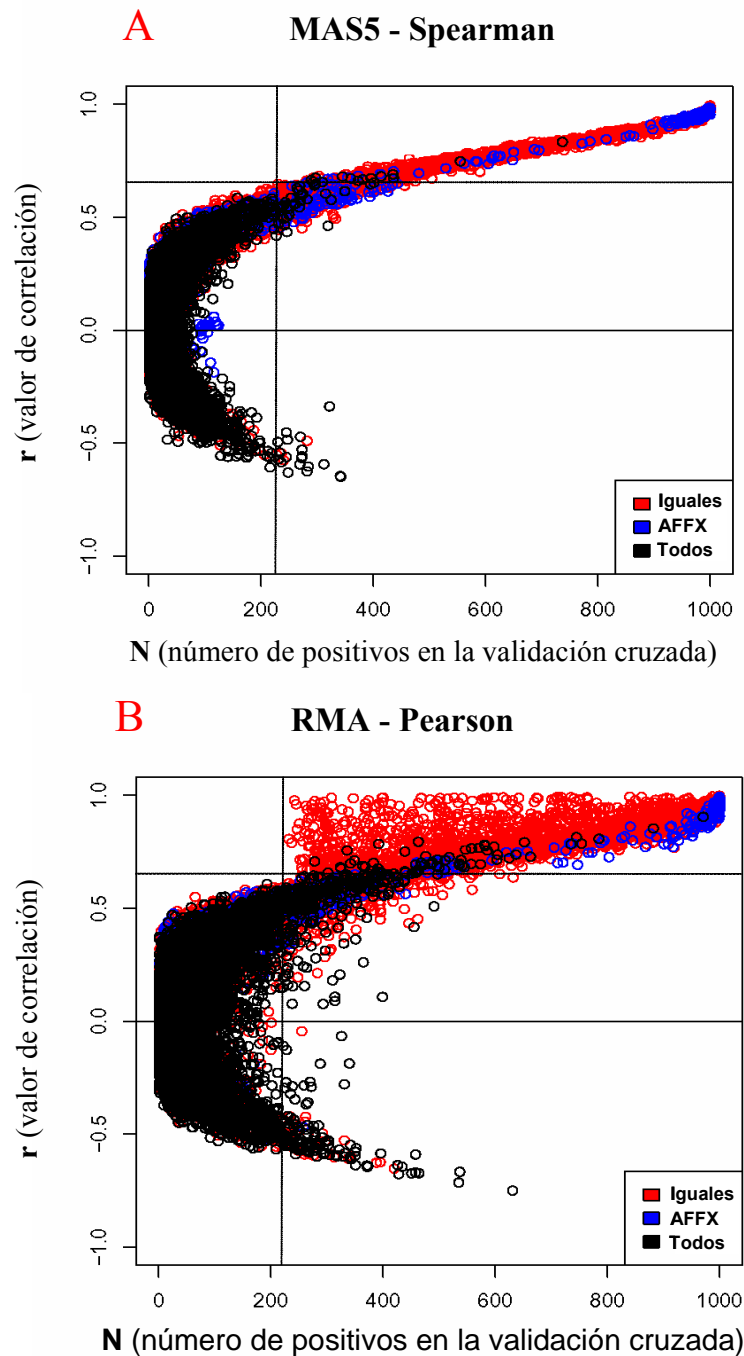 A
MAS5 - Spearman
1.0
0.5
0.0
−0.5
−1.0
r (valor de correlación)
0 200 400 600 800 1000
N (número de positivos en la validación cruzada)
Iguales
AFFX
Todos
B
RMA - Pearson
1.0
0.5
0.0
−0.5
−1.0
r (valor de correlación)
0 200 400 600 800 1000
N (número de positivos en la validación cruzada)
Iguales
AFFX
Todos